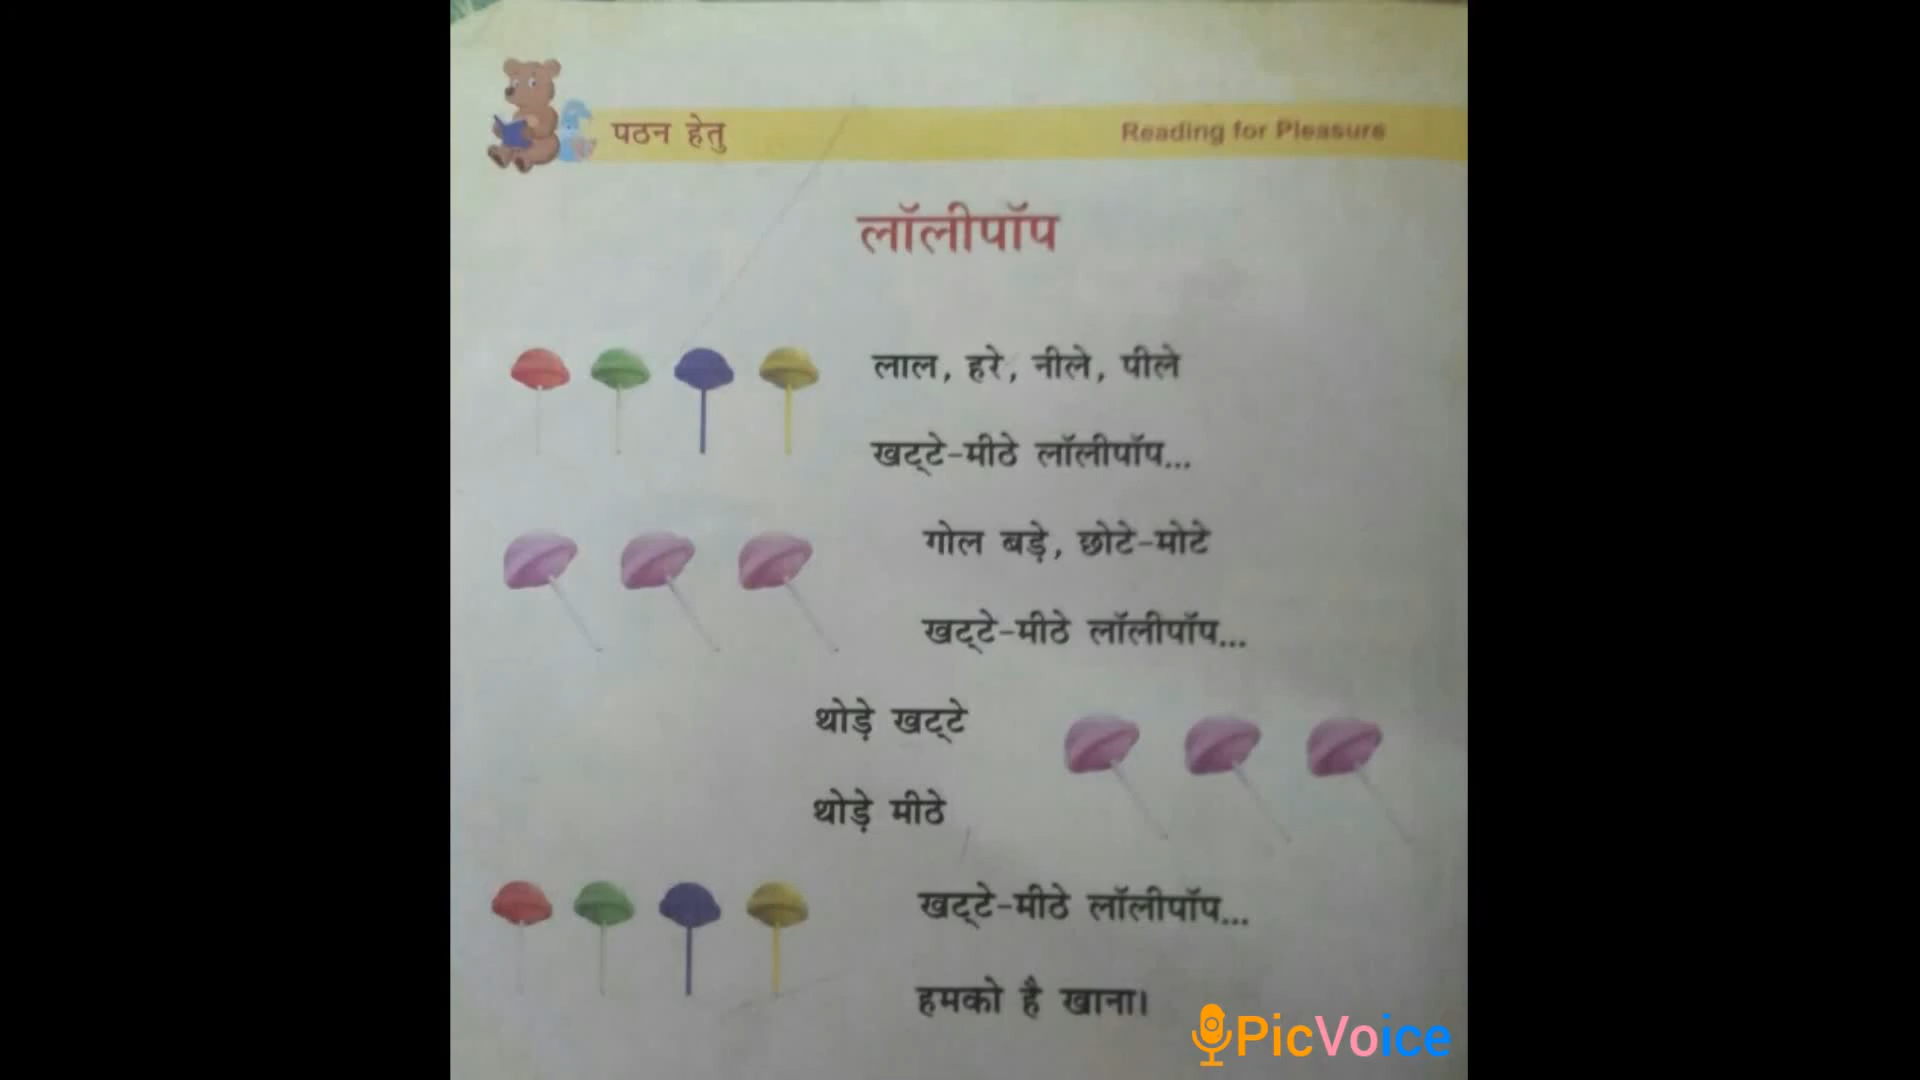 पठन हेतु
Reading for Pleasure
लॉलीपॉप
लाल, हरे, नीले, पीले
खट्टे-मीठे लॉलीपॉप...
गोल बड़े, छोटे-मोटे
खट्टे-मीठे लॉलीपॉप...
थोड़े खट्टे
थोड़े मीठे
खट्टे-मीठे लॉलीपॉप...
हमको है खाना।
PicVoice